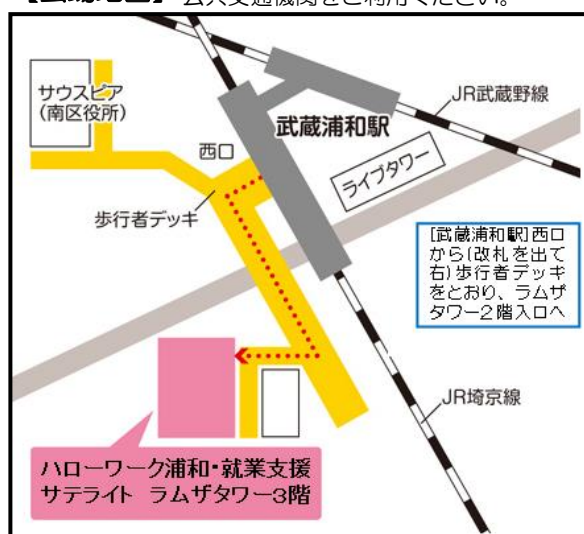 公共交通機関をご利用ください。
サウスピア
(南区役所)
JR武蔵野線
武蔵浦和駅
西口
ライブタワー
歩行者デッキ
[武蔵浦和駅]西口
から(改札を出て
右)歩行者デッキ
をとおり、ラムザ
タワー2階入口へ
JR埼京線
ハローワーク浦和・就業支援
サテライト ラムザタワー3階